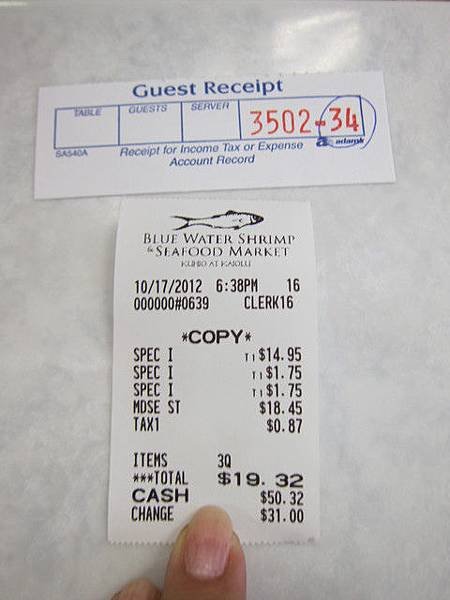 Guest Receipt
TABLE GUESTS SERVER
3502-34
SA540A Receipt for Income Tax or Expense a adams
Account Record
BLUE WATER SHRIMP
& SEAFOOD MARKET
KUHIO AT KAIOLU
10/17/2012 6:38PM 16
000000#0639 CLERK16
*COPY*
SPEC I T1 $14.95
SPEC I T1 $1.75
SPEC I T1 $1.75
MDSE ST $18.45
TAX1 $0.87
ITEMS 3Q
***TOTAL $19.32
CASH $50.32
CHANGE $31.00